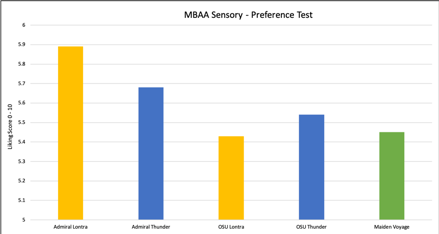 MBAA Sensory - Preference Test
Liking Score 0 - 10
6
5.9
5.8
5.7
5.6
5.5
5.4
5.3
5.2
5.1
5
Admiral Lontra
Admiral Thunder
OSU Lontra
OSU Thunder
Maiden Voyage